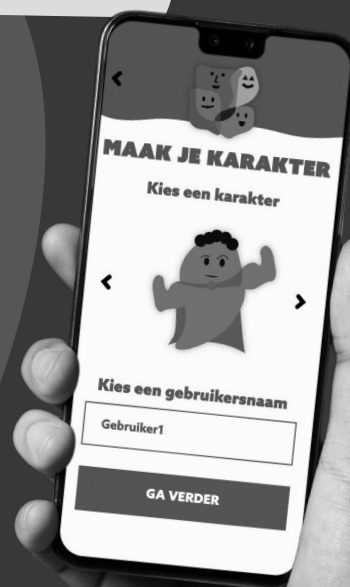 MAAK JE KARAKTER
Kies een karakter
Kies een gebruikersnaam
Gebruiker1
GA VERDER